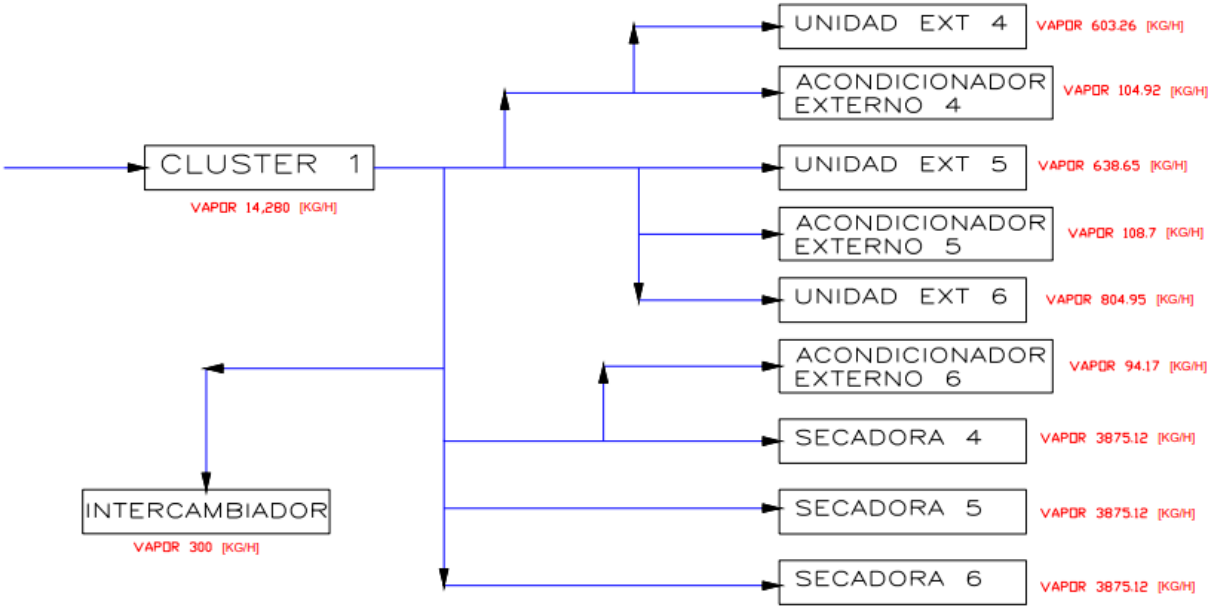 UNIDAD EXT 4
VAPOR 603.26 [KG/H]
ACONDICIONADOR
EXTERNO 4
VAPOR 104.92 [KG/H]
CLUSTER 1
VAPOR 14,280 [KG/H]
UNIDAD EXT 5
VAPOR 638.65 [KG/H]
ACONDICIONADOR
EXTERNO 5
VAPOR 108.7 [KG/H]
UNIDAD EXT 6
VAPOR 804.95 [KG/H]
ACONDICIONADOR
EXTERNO 6
VAPOR 94.17 [KG/H]
SECADORA 4
VAPOR 3875.12 [KG/H]
INTERCAMBIADOR
VAPOR 300 [KG/H]
SECADORA 5
VAPOR 3875.12 [KG/H]
SECADORA 6
VAPOR 3875.12 [KG/H]